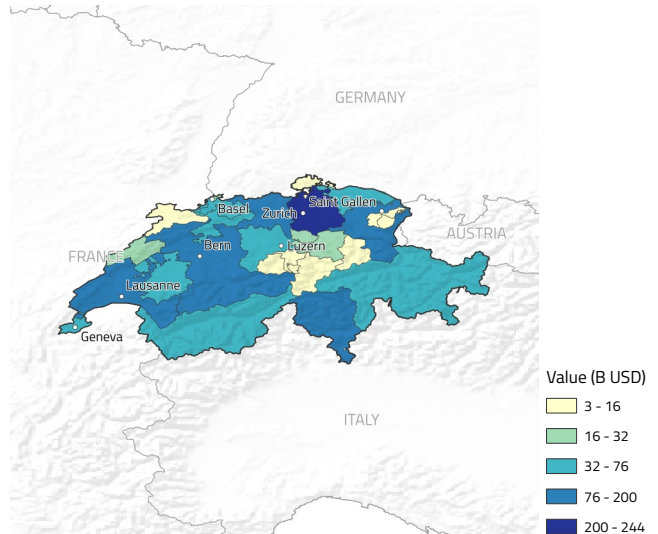 GERMANY
Saint Gallen
Basel
Zurich
AUSTRIA
Bern
Luzern
FRANCE
Lausanne
Geneva
ITALY
Value (B USD)
3 - 16
16 - 32
32 - 76
76 - 200
200 - 244